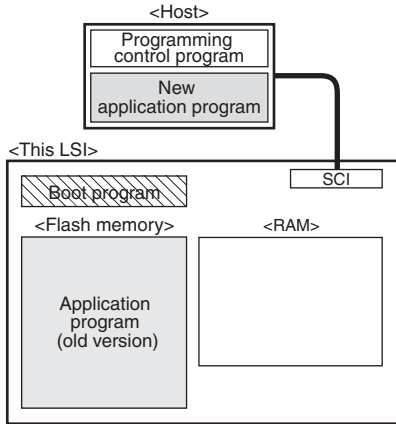 <Host>
Programming
control program
New
application program
<This LSI>
SCI
Boot program
<Flash memory>
<RAM>
Application
program
(old version)